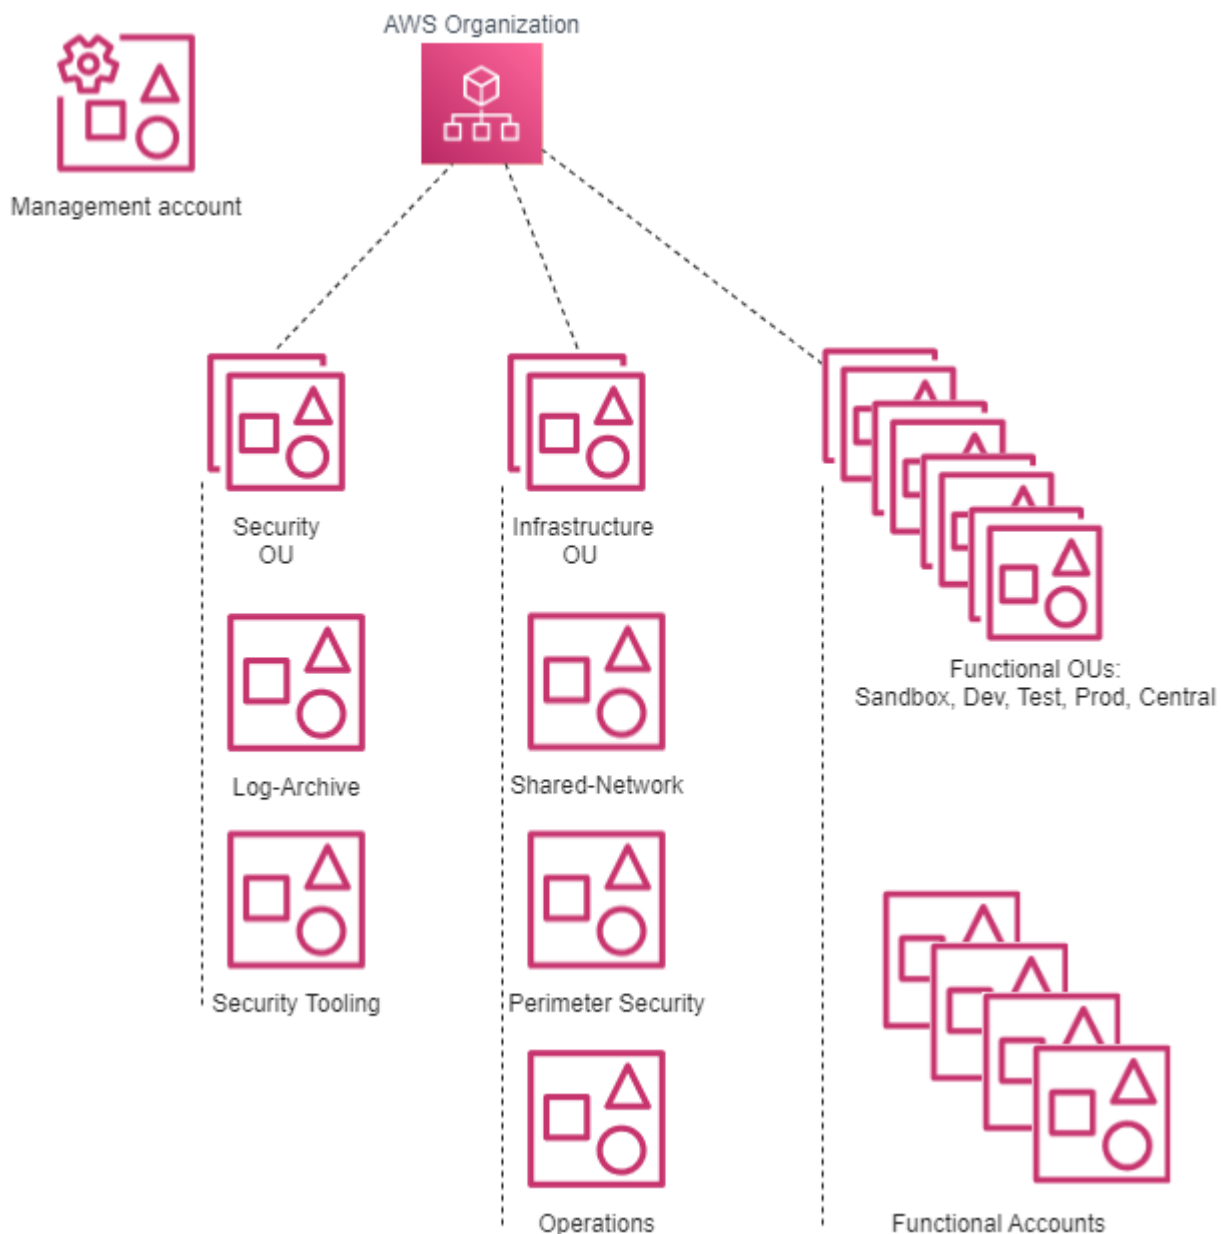 AWS Organization
Management account
Security
OU
Infrastructure
OU
Functional OUs:
Sandbox, Dev, Test, Prod, Central
Log-Archive
Shared-Network
Security Tooling
Perimeter Security
Operations
Functional Accounts